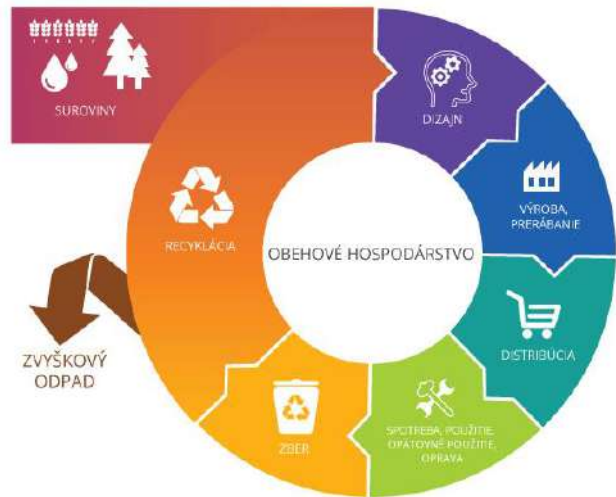 SUROVINY
DIZAJN
VÝROBA,
PRERÁBANIE
DISTRIBÚCIA
SPOTREBA, POUŽITIE,
OPÄTOVNÉ POUŽITIE,
OPRAVA
ZBER
RECYKLÁCIA
OBEHOVÉ HOSPODÁRSTVO
ZVYŠKOVÝ
ODPAD